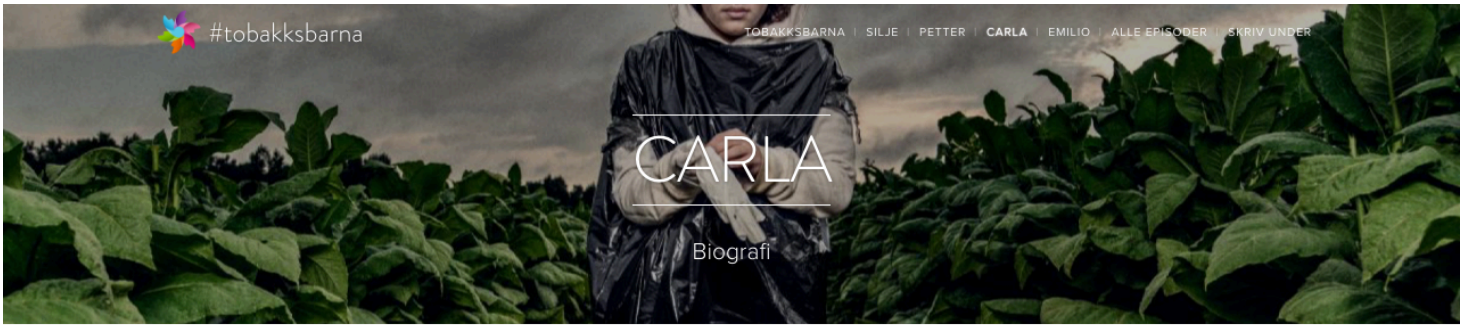 #tobakksbarna
TOBAKKSBARNA | SILJE | PETTER | CARLA | EMILIO | ALLE EPISODER | SKRIV UNDER
CARLA
Biografi